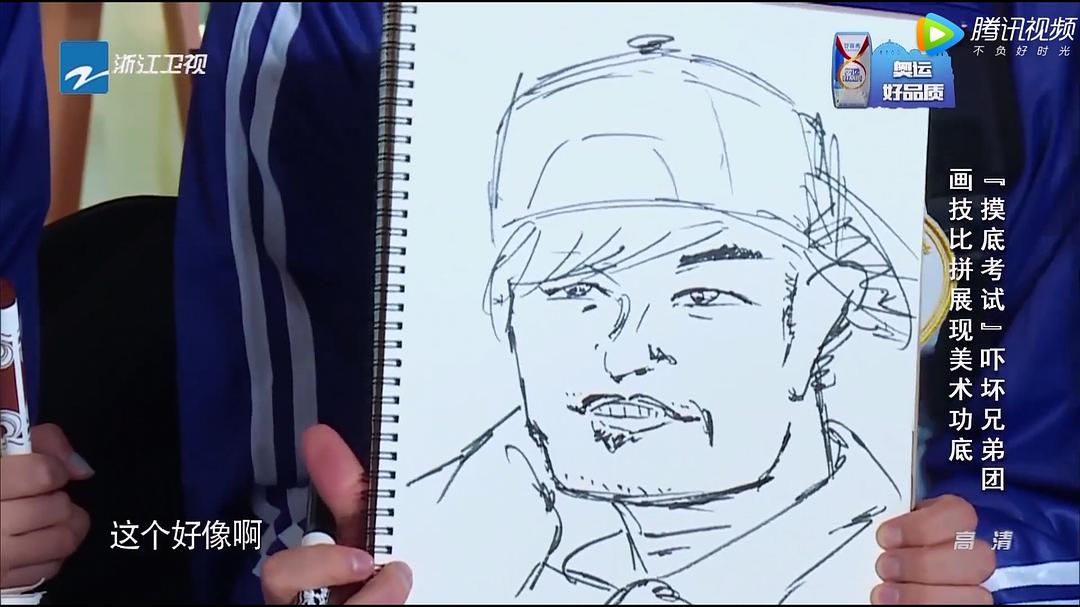 浙江卫视
腾讯视频
不负好时光
奥运
好品质
『摸底考试』吓坏兄弟团
画技比拼展现美术功底
这个好像啊
高清